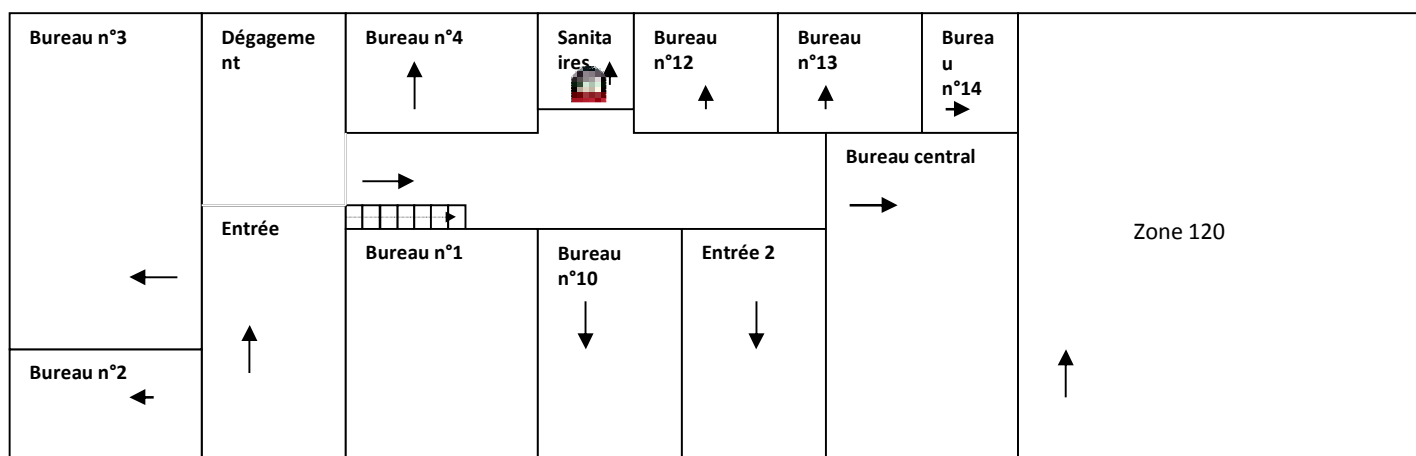 Bureau n°3
Dégageme
nt
Bureau n°4
Sanita
ires
Bureau
n°12
Bureau
n°13
Burea
u
n°14
Bureau central
Entrée
Zone 120
Bureau n°1
Bureau
n°10
Entrée 2
Bureau n°2